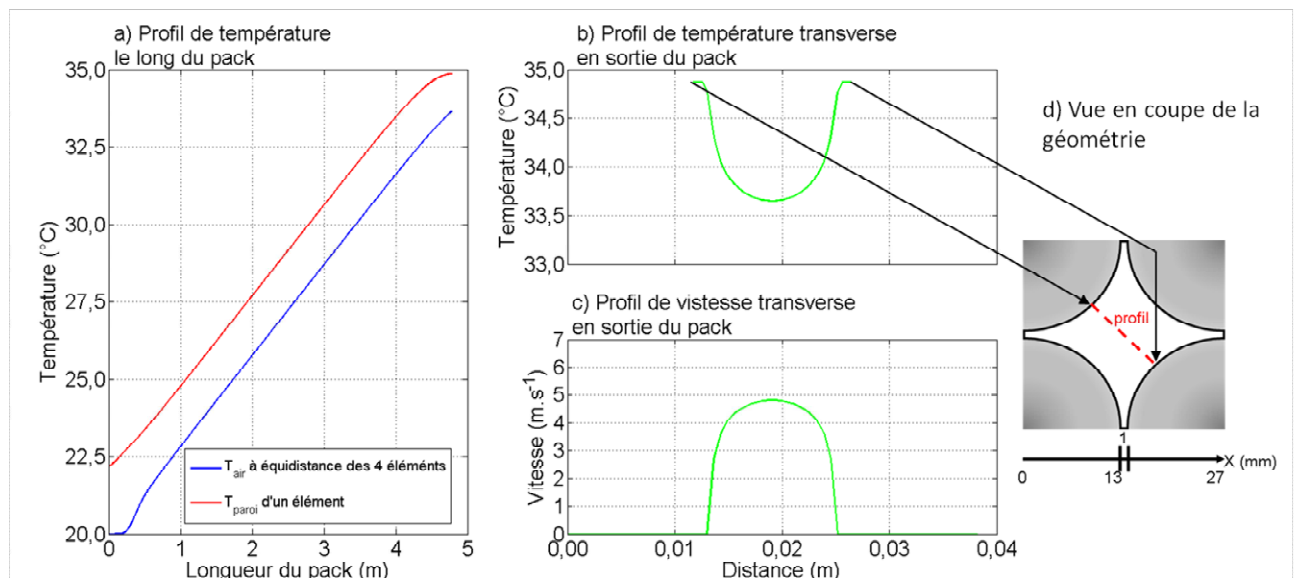 a) Profil de température
le long du pack
35,0
32,5
30,0
27,5
25,0
22,5
20,0
Température (°C)
T air à équidistance des 4 éléménts
T paroi d'un élément
0 1 2 3 4 5
Longueur du pack (m)
b) Profil de température transverse
en sortie du pack
35,0
34,5
34,0
33,5
33,0
Température (°C)
c) Profil de vistesse transverse
en sortie du pack
7
6
5
4
3
2
1
0
Vitesse (m.s-1)
0,00 0,01 0,02 0,03 0,04
Distance (m)
d) Vue en coupe de la
géométrie
profil
1
X (mm)
0 13 27